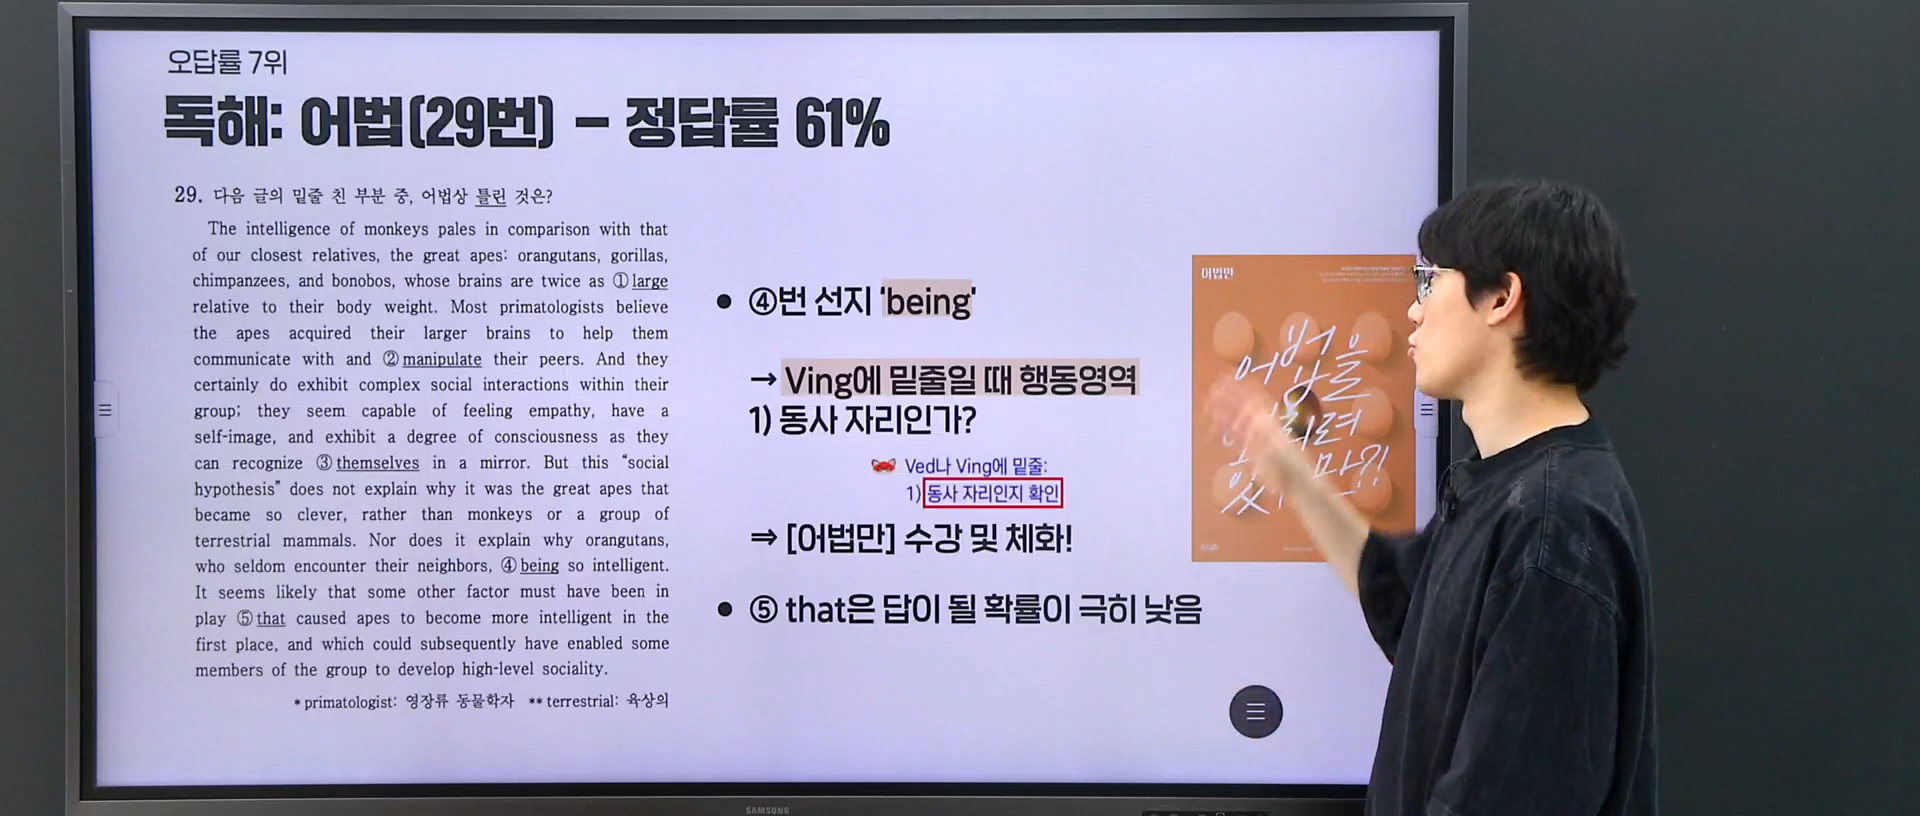 오답률 7위
독해: 어법(29번) – 정답률 61%
29. 다음 글의 밑줄 친 부분 중, 어법상 틀린 것은?
The intelligence of monkeys pales in comparison with that
of our closest relatives, the great apes: orangutans, gorillas,
chimpanzees, and bonobos, whose brains are twice as ①large
relative to their body weight. Most primatologists believe
the apes acquired their larger brains to help them
communicate with and ②manipulate their peers. And they
certainly do exhibit complex social interactions within their
group; they seem capable of feeling empathy, have a
self-image, and exhibit a degree of consciousness as they
can recognize ③themselves in a mirror. But this “social
hypothesis” does not explain why it was the great apes that
became so clever, rather than monkeys or a group of
terrestrial mammals. Nor does it explain why orangutans,
who seldom encounter their neighbors, ④being so intelligent.
It seems likely that some other factor must have been in
play ⑤that caused apes to become more intelligent in the
first place, and which could subsequently have enabled some
members of the group to develop high-level sociality.
* primatologist: 영장류 동물학자 ** terrestrial: 육상의
• ④번 선지 'being'
→ Ving에 밑줄일 때 행동영역
1) 동사 자리인가?
Ved나 Ving에 밑줄:
1) 동사 자리인지 확인
⇒ [어법만] 수강 및 체화!
• ⑤ that은 답이 될 확률이 극히 낮음
어법만
어법을
SAMSUNG